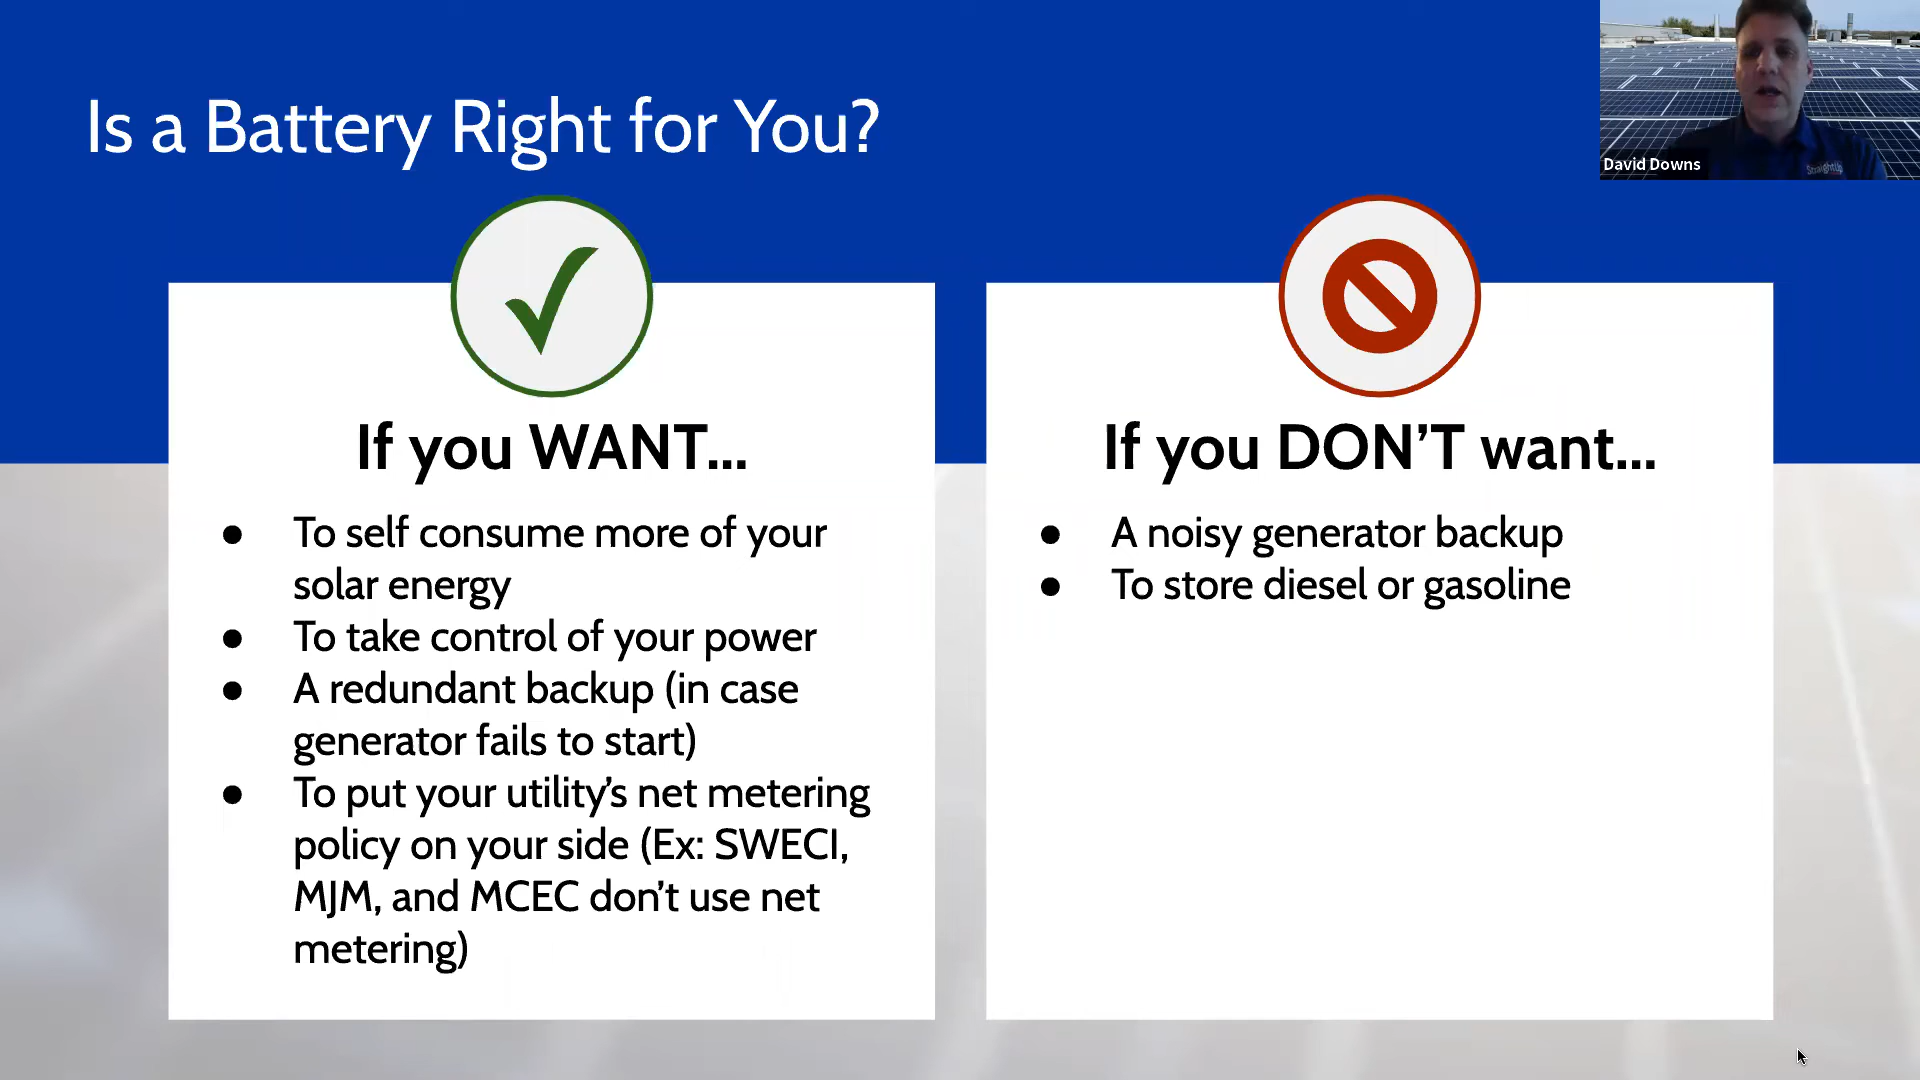 Is a Battery Right for You?
David Downs
StraightUp
If you WANT...
● To self consume more of your
solar energy
● To take control of your power
● A redundant backup (in case
generator fails to start)
● To put your utility’s net metering
policy on your side (Ex: SWECI,
MJM, and MCEC don’t use net
metering)
If you DON’T want...
● A noisy generator backup
● To store diesel or gasoline